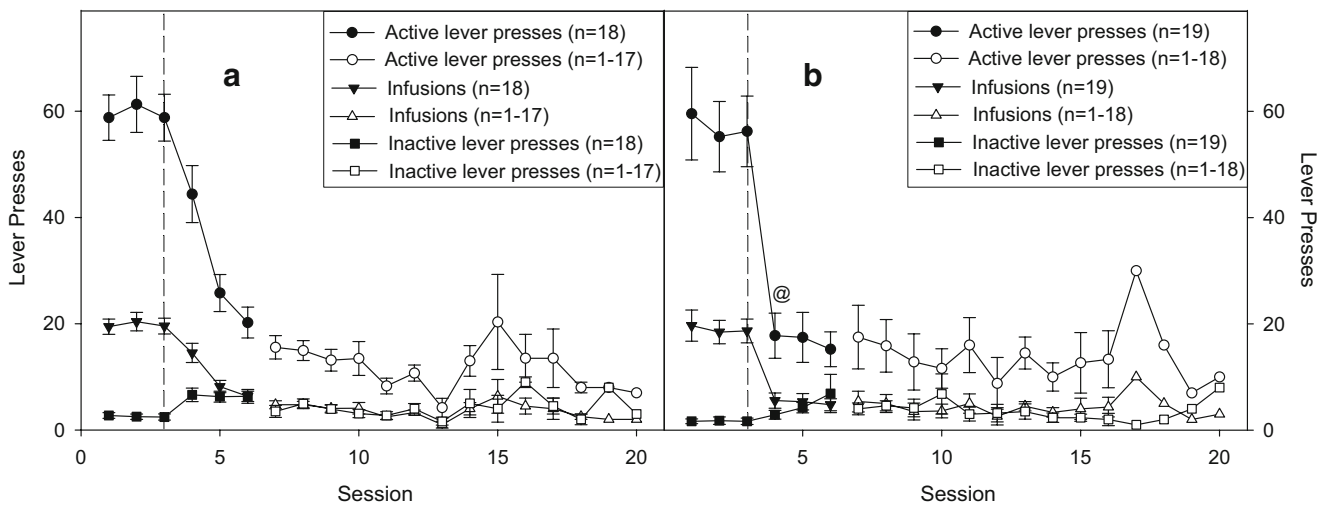 a
Active lever presses (n=18)
Active lever presses (n=1-17)
Infusions (n=18)
Infusions (n=1-17)
Inactive lever presses (n=18)
Inactive lever presses (n=1-17)
Lever Presses
60
40
20
0
0
5
10
15
20
Session
b
Active lever presses (n=19)
Active lever presses (n=1-18)
Infusions (n=19)
Infusions (n=1-18)
Inactive lever presses (n=19)
Inactive lever presses (n=1-18)
@
60
40
20
0
Lever Presses
5
10
15
20
Session